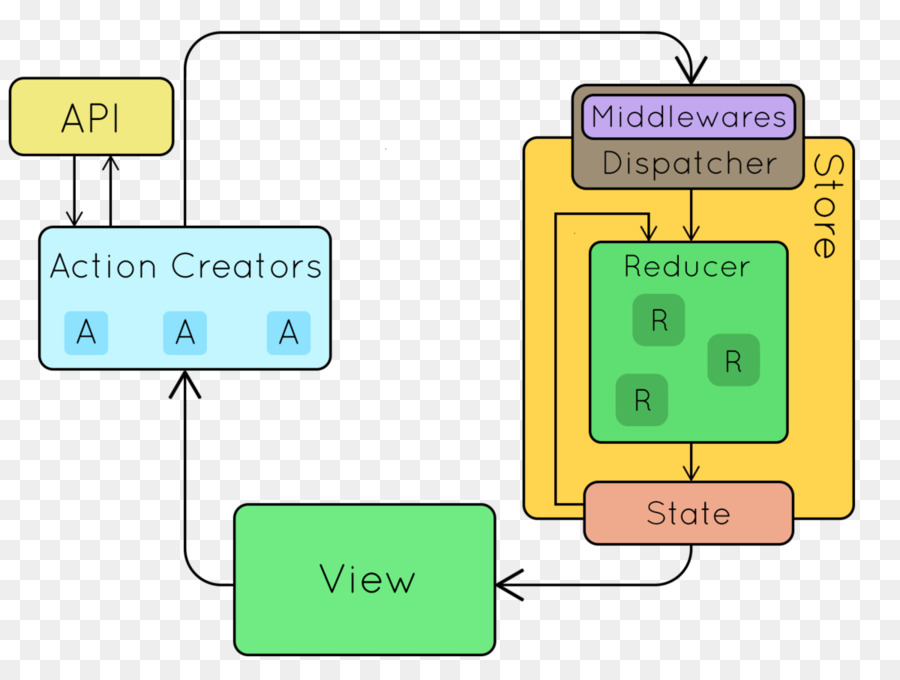 API
Middlewares
Dispatcher
Store
Action Creators
A
A
A
Reducer
R
R
R
State
View